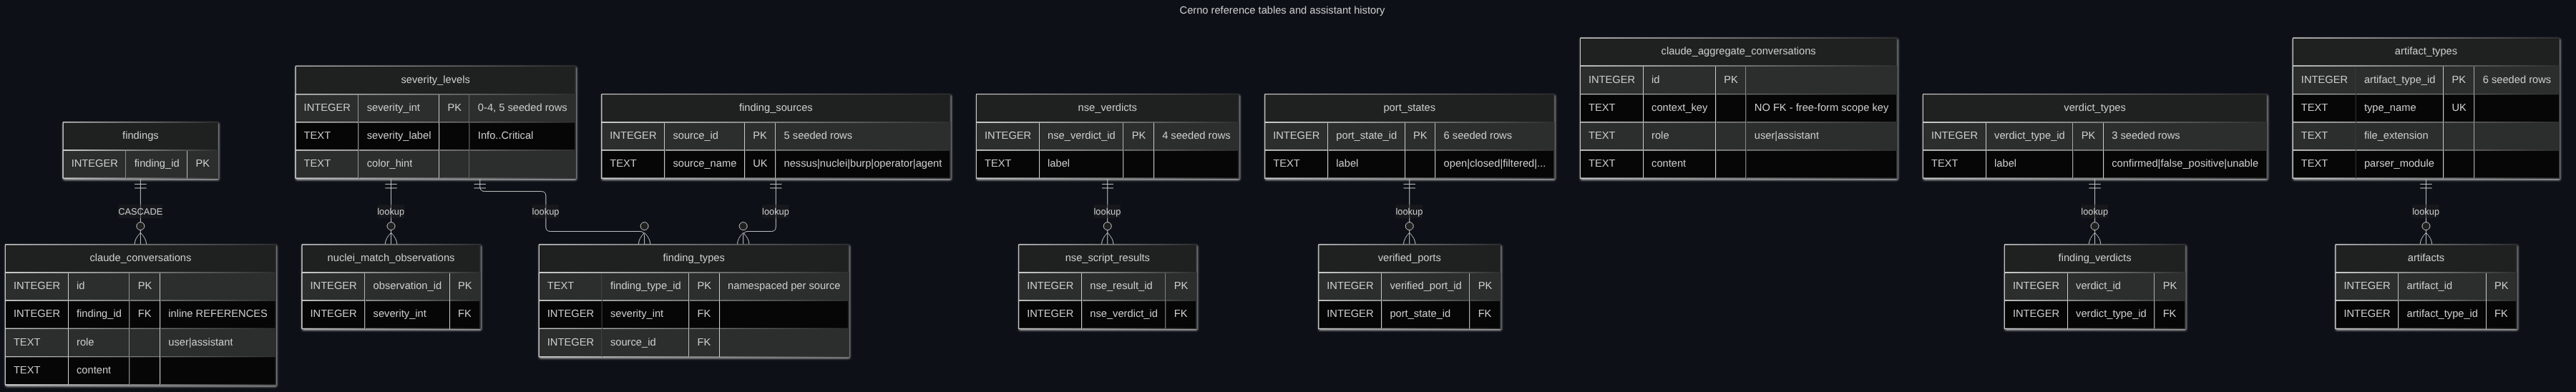 Cerno reference tables and assistant history
findings
INTEGER finding_id PK
severity_levels
INTEGER severity_int PK 0-4, 5 seeded rows
TEXT severity_label Info..Critical
TEXT color_hint
finding_sources
INTEGER source_id PK 5 seeded rows
TEXT source_name UK nessus|nuclei|burp|operator|agent
nse_verdicts
INTEGER nse_verdict_id PK 4 seeded rows
TEXT label
port_states
INTEGER port_state_id PK 6 seeded rows
TEXT label open|closed|filtered|...
claude_aggregate_conversations
INTEGER id PK
TEXT context_key NO FK - free-form scope key
TEXT role user|assistant
TEXT content
verdict_types
INTEGER verdict_type_id PK 3 seeded rows
TEXT label confirmed|false_positive|unable
artifact_types
INTEGER artifact_type_id PK 6 seeded rows
TEXT type_name UK
TEXT file_extension
TEXT parser_module
CASCADE
lookup
lookup
lookup
lookup
lookup
lookup
lookup
claude_conversations
INTEGER id PK
INTEGER finding_id FK inline REFERENCES
TEXT role user|assistant
TEXT content
nuclei_match_observations
INTEGER observation_id PK
INTEGER severity_int FK
finding_types
TEXT finding_type_id PK namespaced per source
INTEGER severity_int FK
INTEGER source_id FK
nse_script_results
INTEGER nse_result_id PK
INTEGER nse_verdict_id FK
verified_ports
INTEGER verified_port_id PK
INTEGER port_state_id FK
finding_verdicts
INTEGER verdict_id PK
INTEGER verdict_type_id FK
artifacts
INTEGER artifact_id PK
INTEGER artifact_type_id FK